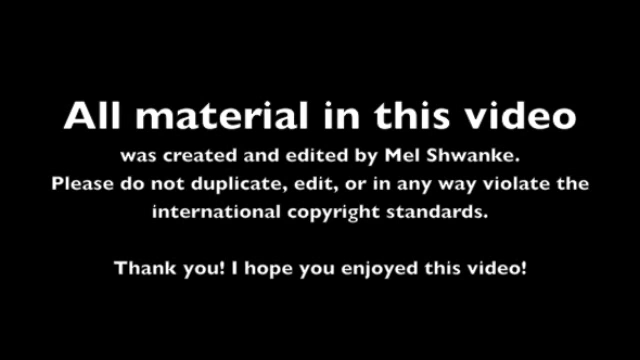 All material in this video
was created and edited by Mel Shwanke.
Please do not duplicate, edit, or in any way violate the
international copyright standards.
Thank you! I hope you enjoyed this video!